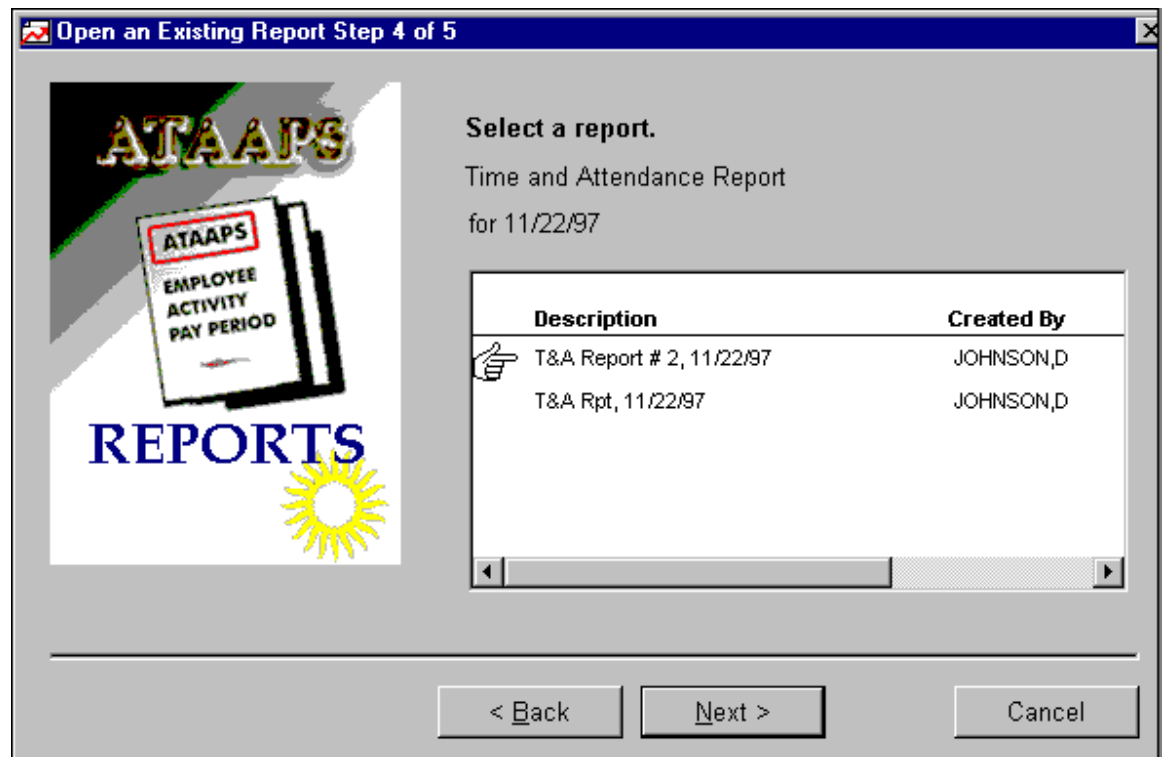 Open an Existing Report Step 4 of 5
ATAAPS
ATAAPS
EMPLOYEE
ACTIVITY
PAY PERIOD
REPORTS
Select a report.
Time and Attendance Report
for 11/22/97
Description Created By
T&A Report # 2, 11/22/97 JOHNSON,D
T&A Rpt, 11/22/97 JOHNSON,D
< Back Next > Cancel